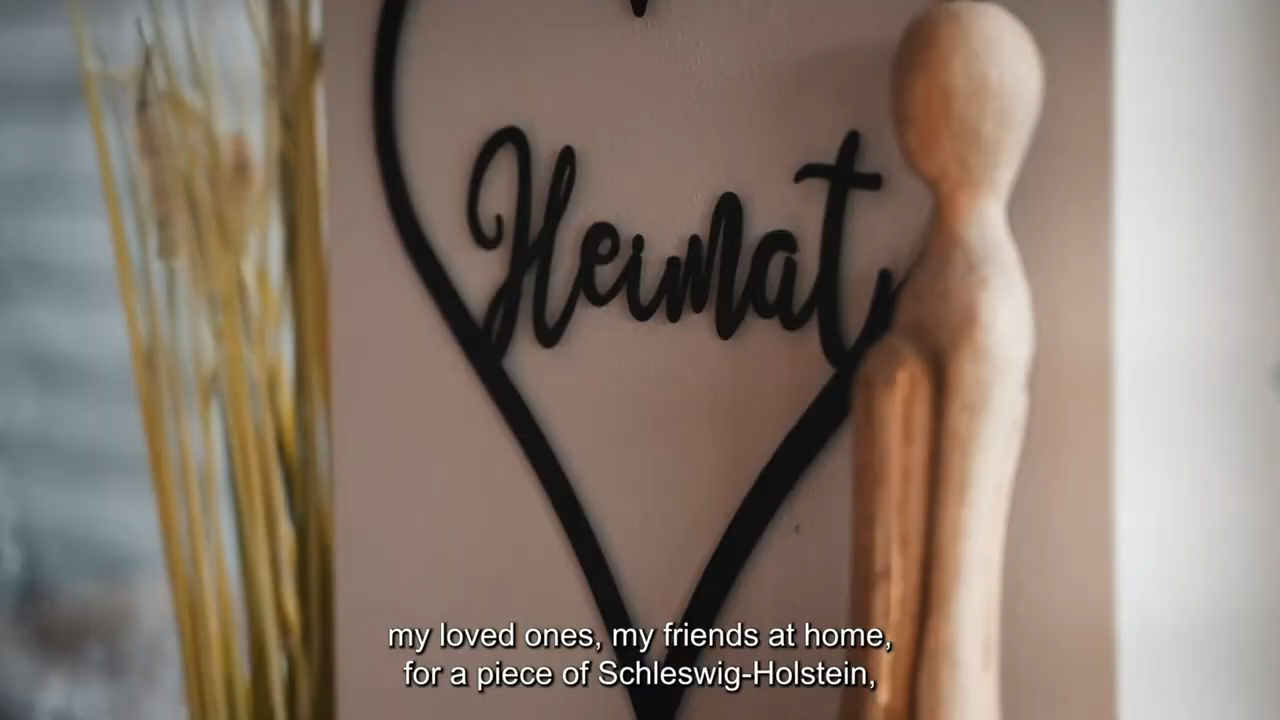 Heimat
my loved ones, my friends at home,
for a piece of Schleswig-Holstein,